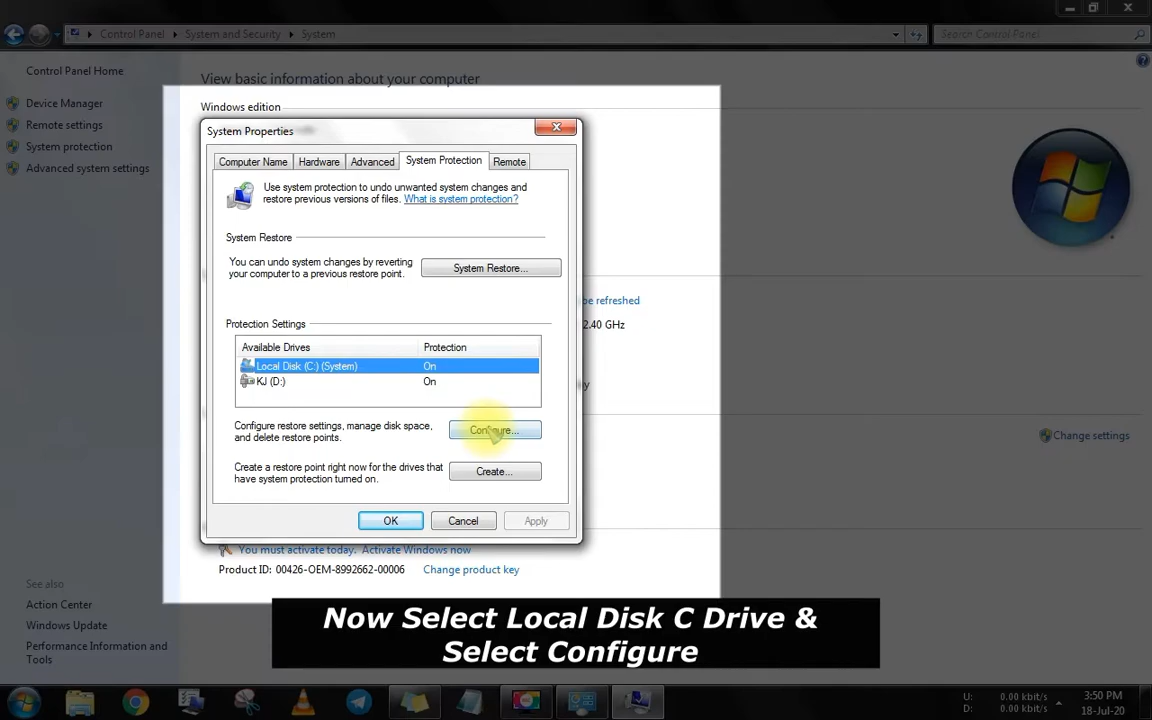 Control Panel
System and Security
System
Search Control Panel
Control Panel Home
Device Manager
Remote settings
System protection
Advanced system settings
View basic information about your computer
Windows edition
System Properties
Computer Name
Hardware
Advanced
System Protection
Remote
Use system protection to undo unwanted system changes and
restore previous versions of files. What is system protection?
System Restore
You can undo system changes by reverting
your computer to a previous restore point.
System Restore...
be refreshed
2.40 GHz
Protection Settings
Available Drives Protection
Local Disk (C:) (System) On
KJ (D:) On
Configure restore settings, manage disk space,
and delete restore points.
Configure...
Create a restore point right now for the drives that
have system protection turned on.
Create...
OK
Cancel
Apply
Change settings
You must activate today. Activate Windows now
Product ID: 00426-OEM-8992662-00006
Change product key
See also
Action Center
Windows Update
Performance Information and
Tools
Now Select Local Disk C Drive &
Select Configure
U: 0.00 kbit/s
D: 0.00 kbit/s
3:50 PM
18-Jul-20